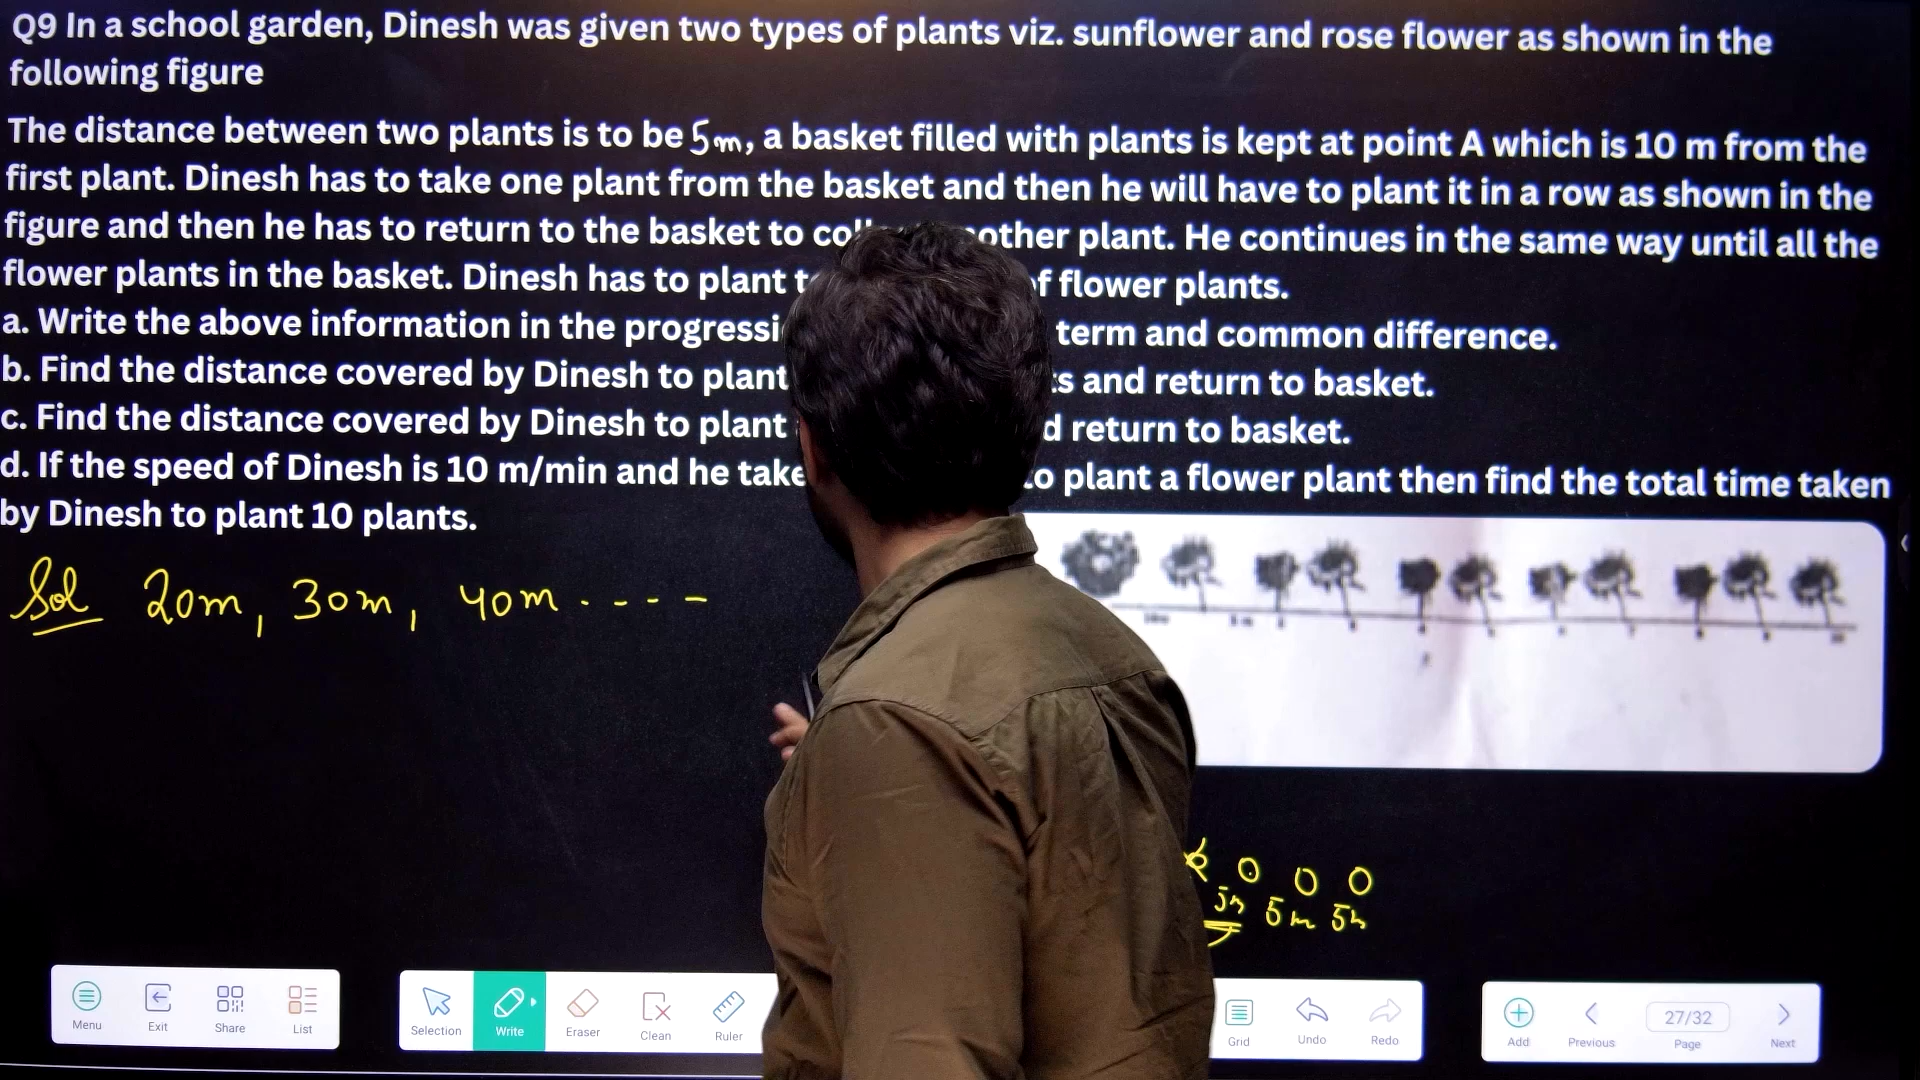 Q9 In a school garden, Dinesh was given two types of plants viz. sunflower and rose flower as shown in the
following figure
The distance between two plants is to be 5m, a basket filled with plants is kept at point A which is 10 m from the
first plant. Dinesh has to take one plant from the basket and then he will have to plant it in a row as shown in the
figure and then he has to return to the basket to other plant. He continues in the same way until all the
flower plants in the basket. Dinesh has to plant of flower plants.
a. Write the above information in the term and common difference.
b. Find the distance covered by Dinesh to plant and return to basket.
c. Find the distance covered by Dinesh to plant return to basket.
d. If the speed of Dinesh is 10 m/min and he plant a flower plant then find the total time taken
by Dinesh to plant 10 plants.
Sol 20m, 30m, 40m ----
0 0 0
5m 5m 5m
Menu Exit Share List
Selection Write Eraser Clean Ruler
Grid Undo Redo
Add Previous 27/32 Page Next